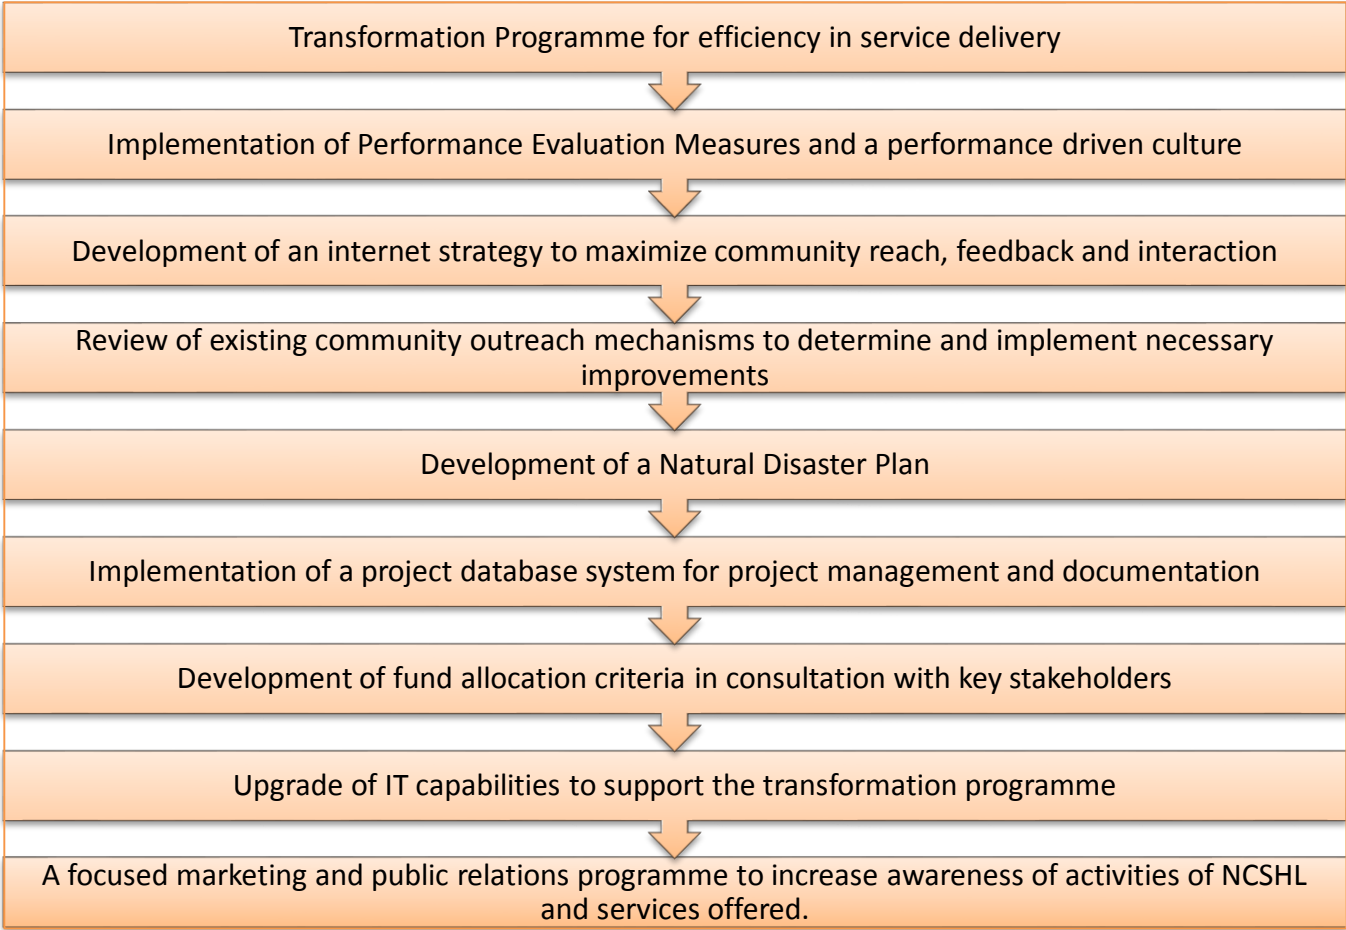 Transformation Programme for efficiency in service delivery
Implementation of Performance Evaluation Measures and a performance driven culture
Development of an internet strategy to maximize community reach, feedback and interaction
Review of existing community outreach mechanisms to determine and implement necessary
improvements
Development of a Natural Disaster Plan
Implementation of a project database system for project management and documentation
Development of fund allocation criteria in consultation with key stakeholders
Upgrade of IT capabilities to support the transformation programme
A focused marketing and public relations programme to increase awareness of activities of NCSHL
and services offered.